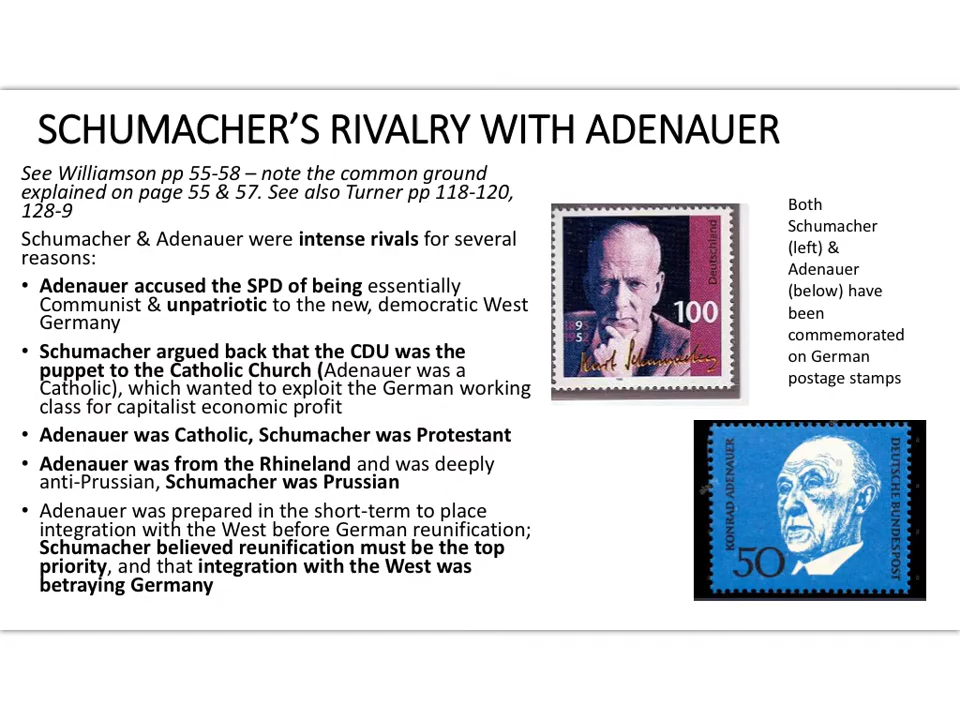 SCHUMACHER’S RIVALRY WITH ADENAUER
See Williamson pp 55-58 – note the common ground
explained on page 55 & 57. See also Turner pp 118-120,
128-9
Schumacher & Adenauer were intense rivals for several
reasons:
• Adenauer accused the SPD of being essentially
Communist & unpatriotic to the new, democratic West
Germany
• Schumacher argued back that the CDU was the
puppet to the Catholic Church (Adenauer was a
Catholic), which wanted to exploit the German working
class for capitalist economic profit
• Adenauer was Catholic, Schumacher was Protestant
• Adenauer was from the Rhineland and was deeply
anti-Prussian, Schumacher was Prussian
• Adenauer was prepared in the short-term to place
integration with the West before German reunification;
Schumacher believed reunification must be the top
priority, and that integration with the West was
betraying Germany
Deutschland
100
Kurt Schumacher
Both
Schumacher
(left) &
Adenauer
(below) have
been
commemorated
on German
postage stamps
KONRAD ADENAUER
50
DEUTSCHE BUNDESPOST